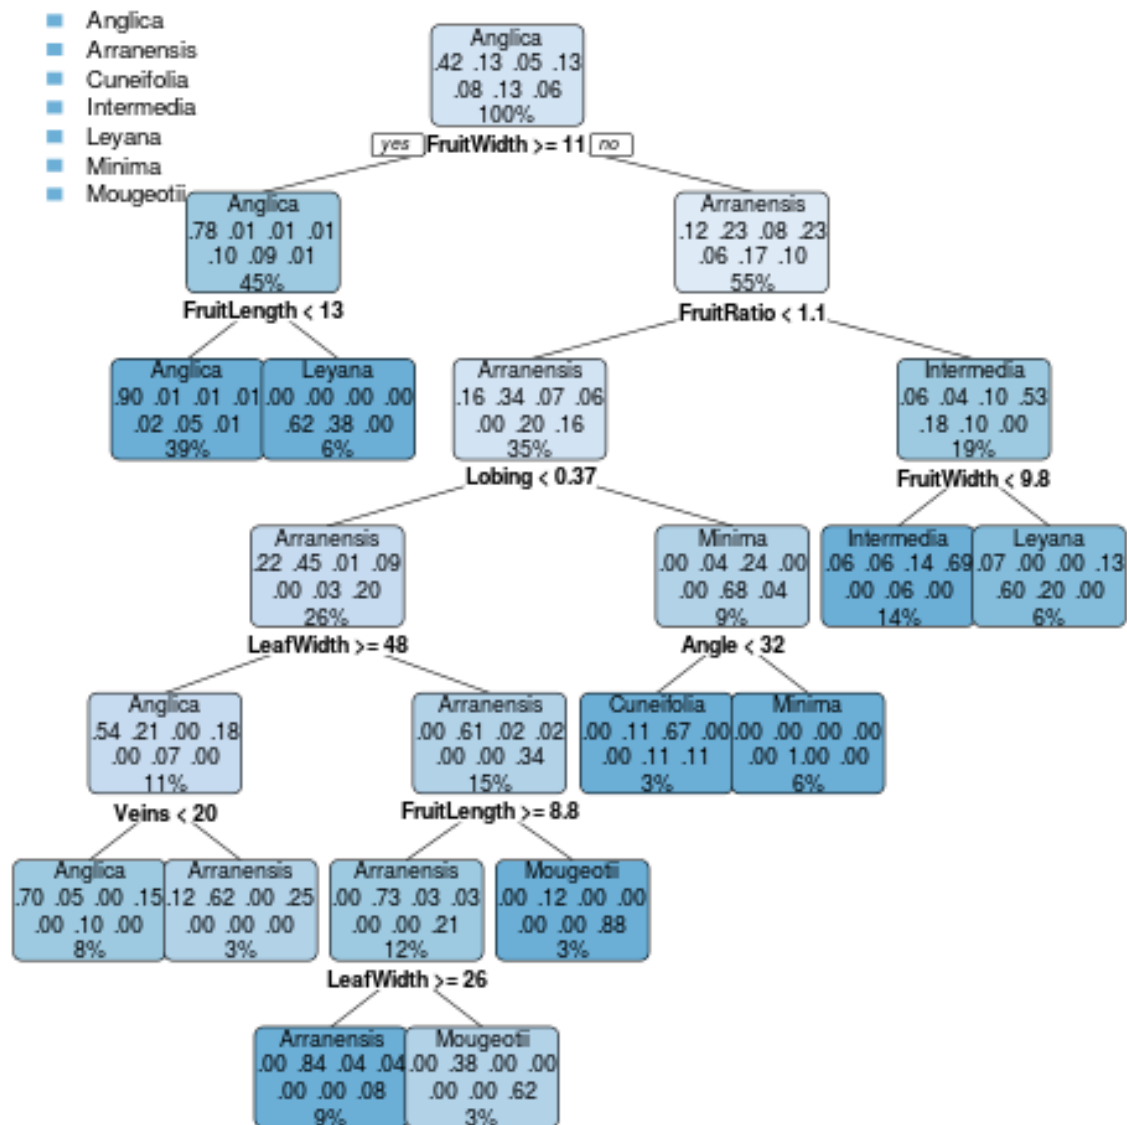 Anglica
Arranensis
Cuneifolia
Intermedia
Leyana
Minima
Mougeotii
Anglica
.42 .13 .05 .13
.08 .13 .06
100%
yes FruitWidth >= 11 no
Anglica
.78 .01 .01 .01
.10 .09 .01
45%
FruitLength < 13
Arranensis
.12 .23 .08 .23
.06 .17 .10
55%
FruitRatio < 1.1
Anglica
.90 .01 .01 .01
.02 .05 .01
39%
Leyana
.00 .00 .00 .00
.62 .38 .00
6%
Arranensis
.16 .34 .07 .06
.00 .20 .16
35%
Lobing < 0.37
Intermedia
.06 .04 .10 .53
.18 .10 .00
19%
FruitWidth < 9.8
Arranensis
.22 .45 .01 .09
.00 .03 .20
26%
LeafWidth >= 48
Minima
.00 .04 .24 .00
.00 .68 .04
9%
Angle < 32
Intermedia
.06 .06 .14 .69
.00 .06 .00
14%
Leyana
.07 .00 .00 .13
.60 .20 .00
6%
Anglica
.54 .21 .00 .18
.00 .07 .00
11%
Veins < 20
Arranensis
.00 .61 .02 .02
.00 .00 .34
15%
FruitLength >= 8.8
Cuneifolia
.00 .11 .67 .00
.00 .11 .11
3%
Minima
.00 .00 .00 .00
.00 1.00 .00
6%
Anglica
.70 .05 .00 .15
.00 .10 .00
8%
Arranensis
.12 .62 .00 .25
.00 .00 .00
3%
Arranensis
.00 .73 .03 .03
.00 .00 .21
12%
LeafWidth >= 26
Mougeotii
.00 .12 .00 .00
.00 .00 .88
3%
Arranensis
.00 .84 .04 .04
.00 .00 .08
9%
Mougeotii
.00 .38 .00 .00
.00 .00 .62
3%